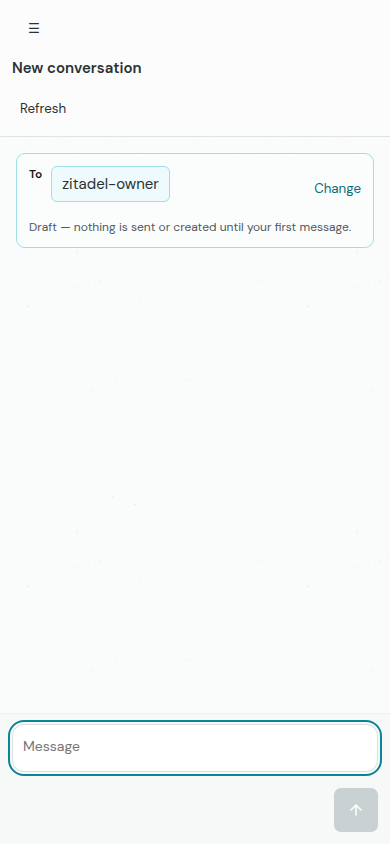 ☰
New conversation
Refresh
To zitadel-owner
Change
Draft — nothing is sent or created until your first message.
Message